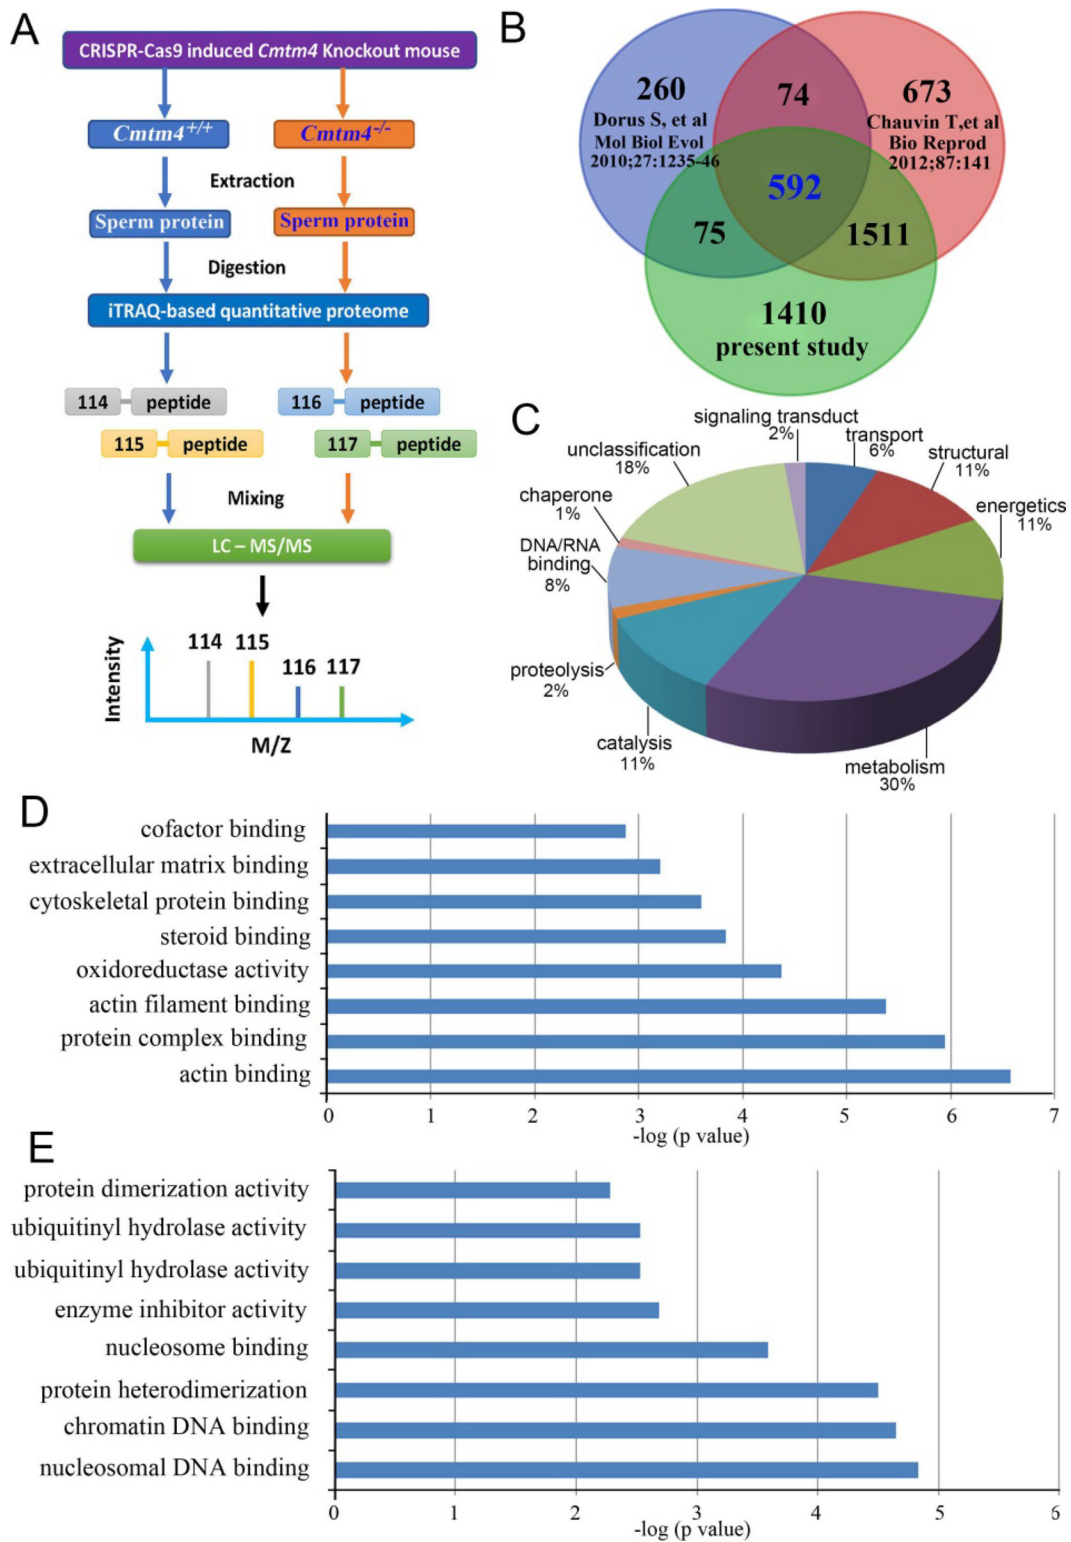 A
CRISPR-Cas9 induced Cmtm4 Knockout mouse
Cmtm4+/+
Cmtm4-/-
Extraction
Sperm protein
Sperm protein
Digestion
iTRAQ-based quantitative proteome
114 peptide
116 peptide
115 peptide
117 peptide
Mixing
LC – MS/MS
Intensity
114
115
116
117
M/Z
B
260
Dorus S, et al
Mol Biol Evol
2010;27:1235-46
74
673
Chauvin T,et al
Bio Reprod
2012;87:141
592
75
1511
1410
present study
C
signaling transduct
2%
transport
6%
structural
11%
energetics
11%
metabolism
30%
catalysis
11%
proteolysis
2%
DNA/RNA
binding
8%
chaperone
1%
unclassification
18%
D
cofactor binding
extracellular matrix binding
cytoskeletal protein binding
steroid binding
oxidoreductase activity
actin filament binding
protein complex binding
actin binding
0 1 2 3 4 5 6 7
-log (p value)
E
protein dimerization activity
ubiquitinyl hydrolase activity
ubiquitinyl hydrolase activity
enzyme inhibitor activity
nucleosome binding
protein heterodimerization
chromatin DNA binding
nucleosomal DNA binding
0 1 2 3 4 5 6
-log (p value)